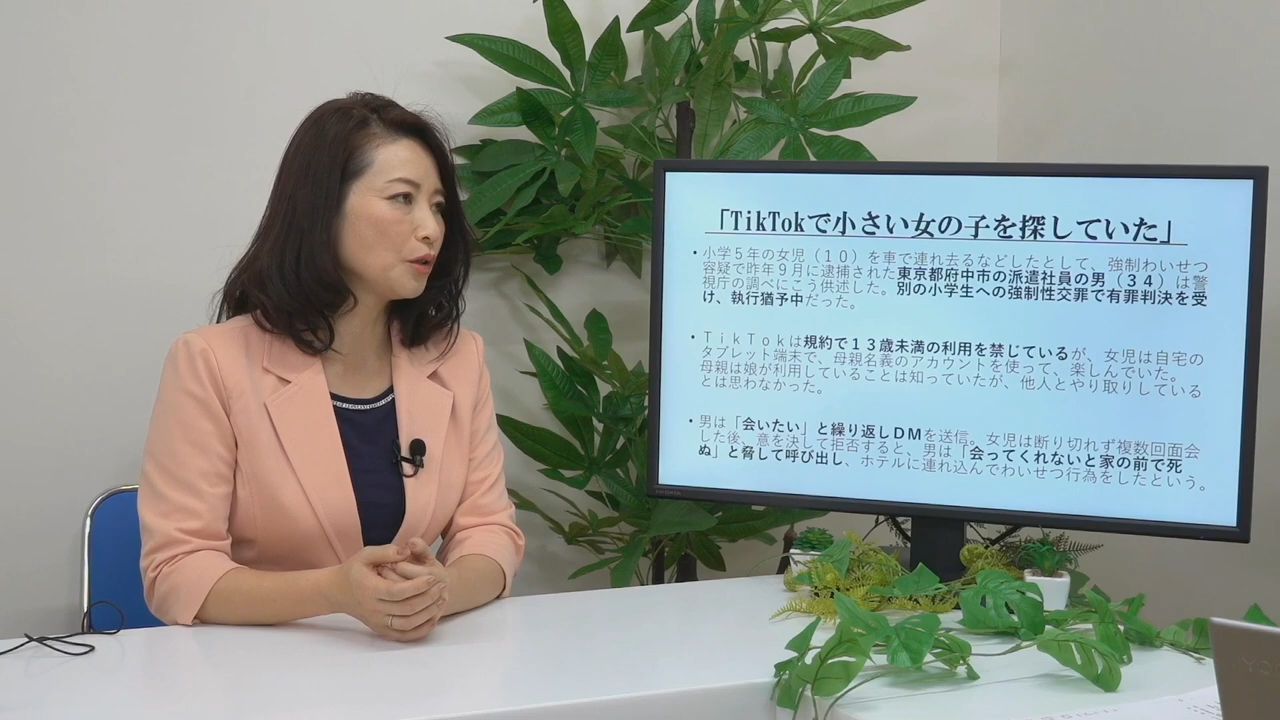 「TikTokで小さい女の子を探していた」
・小学５年の女児（１０）を車で連れ去るなどしたとして、強制わいせつ
容疑で昨年９月に逮捕された東京都府中市の派遣社員の男（３４）は警
視庁の調べにこう供述した。別の小学生への強制性交罪で有罪判決を受
け、執行猶予中だった。
・ＴｉｋＴｏｋは規約で１３歳未満の利用を禁じているが、女児は自宅の
タブレット端末で、母親名義のアカウントを使って、楽しんでいた。
母親は娘が利用していることは知っていたが、他人とやり取りしている
とは思わなかった。
・男は「会いたい」と繰り返しＤＭを送信。女児は断り切れず複数回面会
した後、意を決して拒否すると、男は「会ってくれないと家の前で死
ぬ」と脅して呼び出し、ホテルに連れ込んでわいせつ行為をしたという。